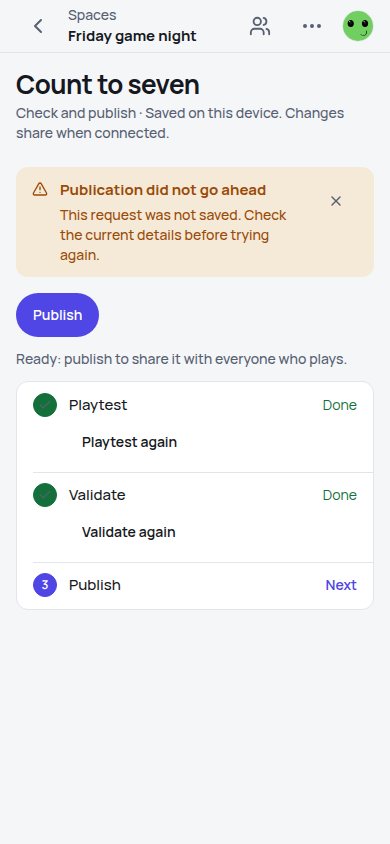 Spaces
Friday game night
Count to seven
Check and publish · Saved on this device. Changes
share when connected.
Publication did not go ahead
This request was not saved. Check
the current details before trying
again.
Publish
Ready: publish to share it with everyone who plays.
Playtest
Done
Playtest again
Validate
Done
Validate again
3
Publish
Next